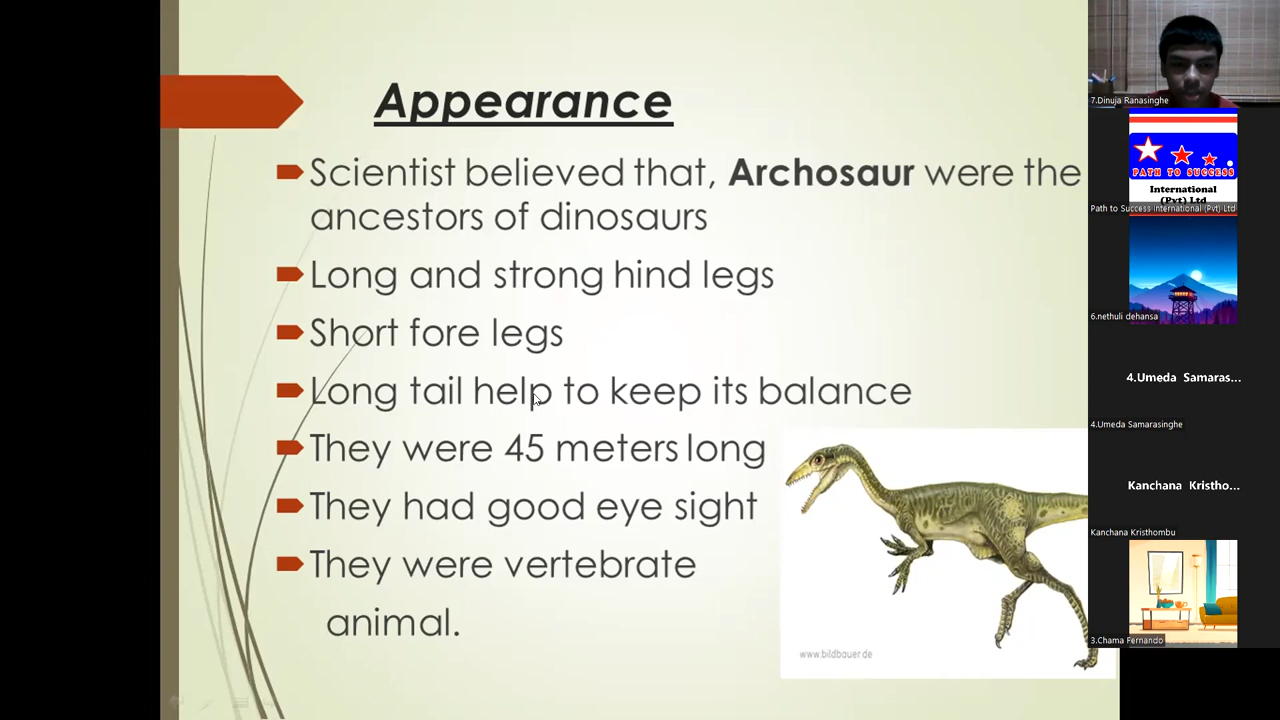 Appearance
Scientist believed that, Archosaur were the
ancestors of dinosaurs
Long and strong hind legs
Short fore legs
Long tail help to keep its balance
They were 45 meters long
They had good eye sight
They were vertebrate
animal.
www.bildbauer.de
7.Dinuja Ranasinghe
PATH TO SUCCESS
International
(Pvt) Ltd
Path to Success International (Pvt) Ltd
6.nethuli dehansa
4.Umeda Samaras...
4.Umeda Samarasinghe
Kanchana Kristho...
Kanchana Kristhombu
3.Chama Fernando